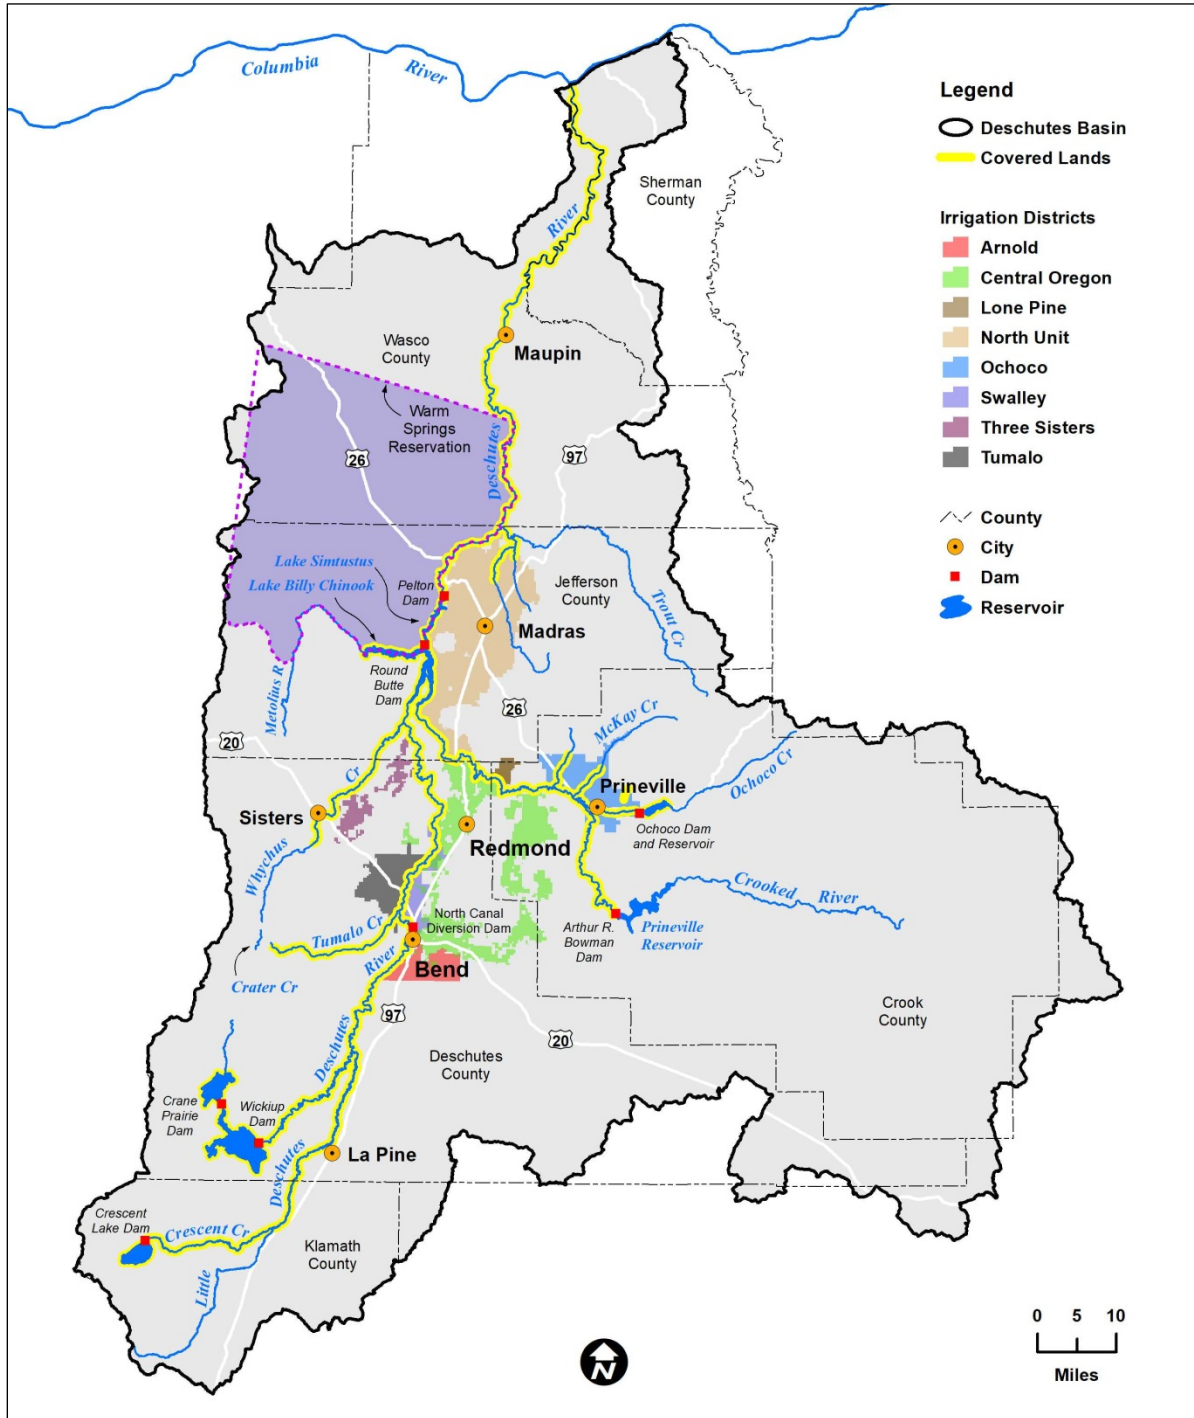 Columbia
River
Legend
Deschutes Basin
Covered Lands
Sherman
County
River
Irrigation Districts
Arnold
Central Oregon
Lone Pine
North Unit
Ochoco
Swalley
Three Sisters
Tumalo
Wasco
County
Maupin
Warm
Springs
Reservation
26
97
Deschutes
County
City
Dam
Reservoir
Lake Simtustus
Lake Billy Chinook
Pelton
Dam
Jefferson
County
Trout Cr
Madras
Metolius R
Round
Butte
Dam
26
20
McKay Cr
Ochoco Cr
Cr
Prineville
Sisters
Redmond
Ochoco Dam
and Reservoir
Whychus
Crooked River
North Canal
Diversion Dam
Tumalo Cr
Arthur R.
Bowman
Dam
Prineville
Reservoir
River
Bend
Crater Cr
97
20
Crook
County
Deschutes
Deschutes
County
Crane
Prairie
Dam
Wickiup
Dam
La Pine
Deschutes
Crescent
Lake Dam
Crescent Cr
Klamath
County
Little
0 5 10
Miles
N